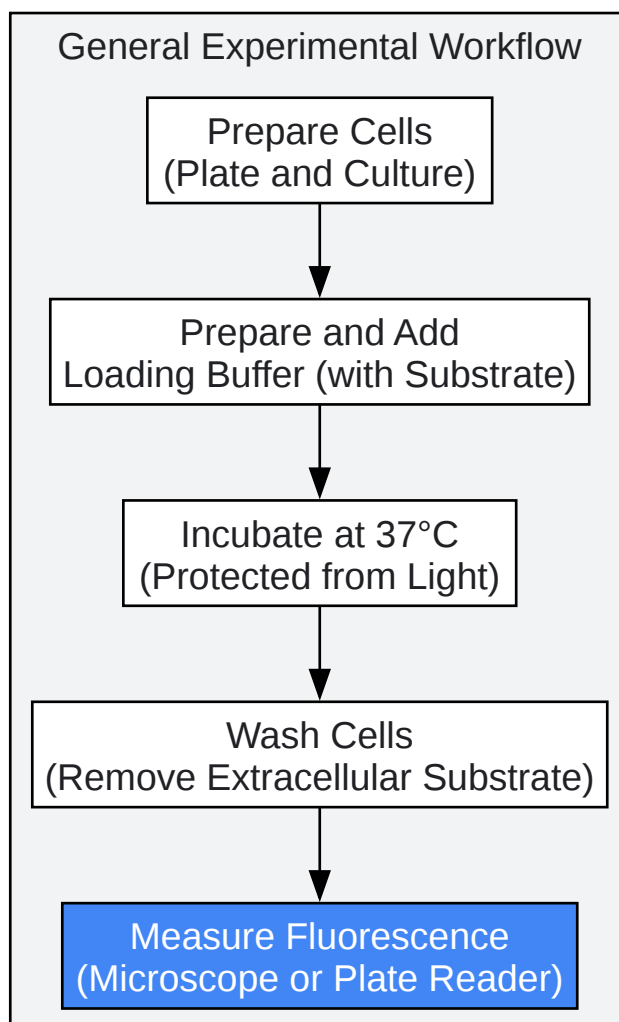 General Experimental Workflow
Prepare Cells
(Plate and Culture)
Prepare and Add
Loading Buffer (with Substrate)
Incubate at 37°C
(Protected from Light)
Wash Cells
(Remove Extracellular Substrate)
Measure Fluorescence
(Microscope or Plate Reader)